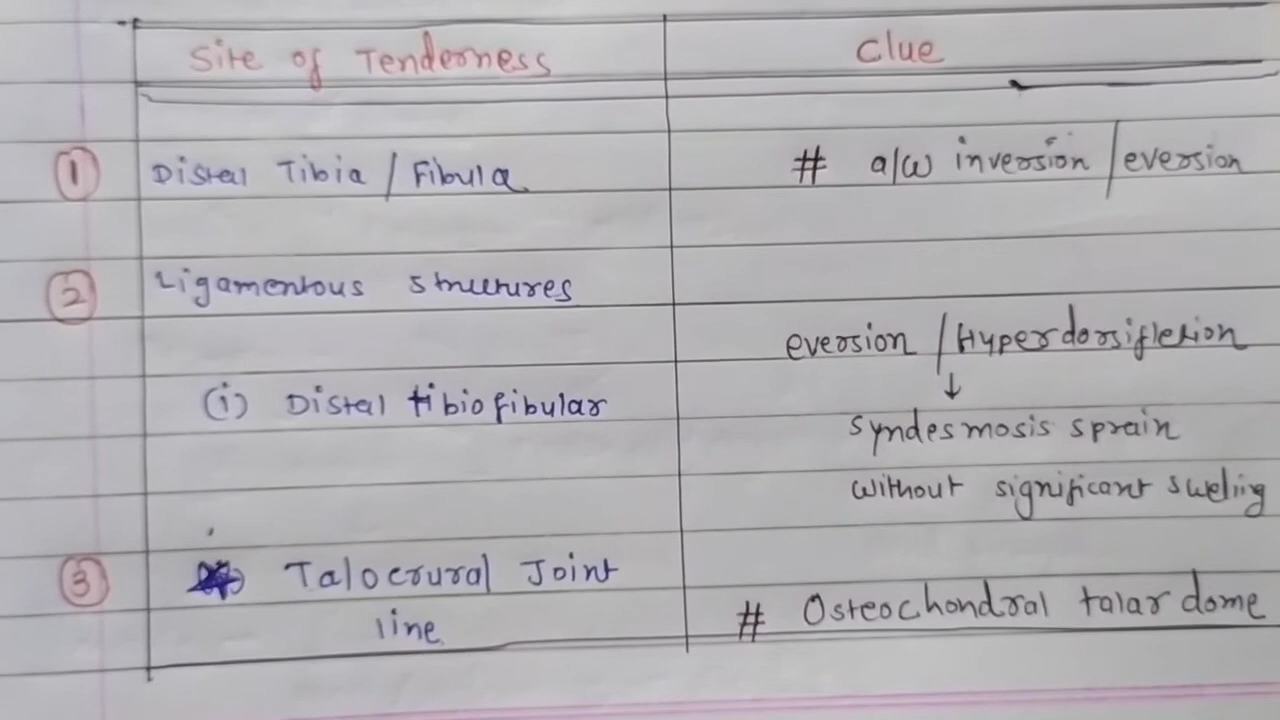 Site of Tenderness Clue
1 Distal Tibia / Fibula # a/w inversion / eversion
2 Ligamentous structures
eversion / Hyperdorsiflexion
(i) Distal tibiofibular ↓
syndesmosis sprain
without significant sweling
3 Talocrural Joint
line # Osteochondral talar dome